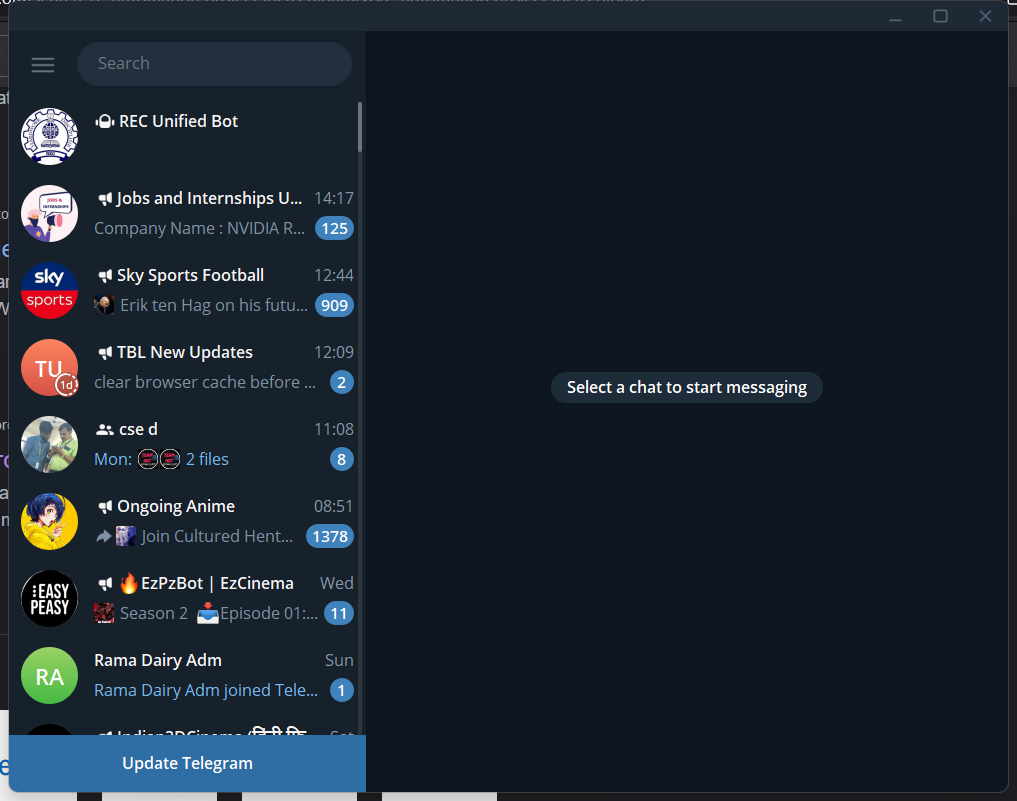 Search
REC Unified Bot
Jobs and Internships U... 14:17
JOBS & INTERNSHIPS
Company Name : NVIDIA R... 125
sky sports
Sky Sports Football 12:44
Erik ten Hag on his futu... 909
TU 1d
TBL New Updates 12:09
clear browser cache before ... 2
cse d 11:08
Mon: 2 files 8
Ongoing Anime 08:51
Join Cultured Hent... 1378
:EASY PEASY
🔥EzPzBot | EzCinema Wed
Season 2 📥Episode 01:... 11
RA
Rama Dairy Adm Sun
Rama Dairy Adm joined Tele... 1
Update Telegram
Select a chat to start messaging